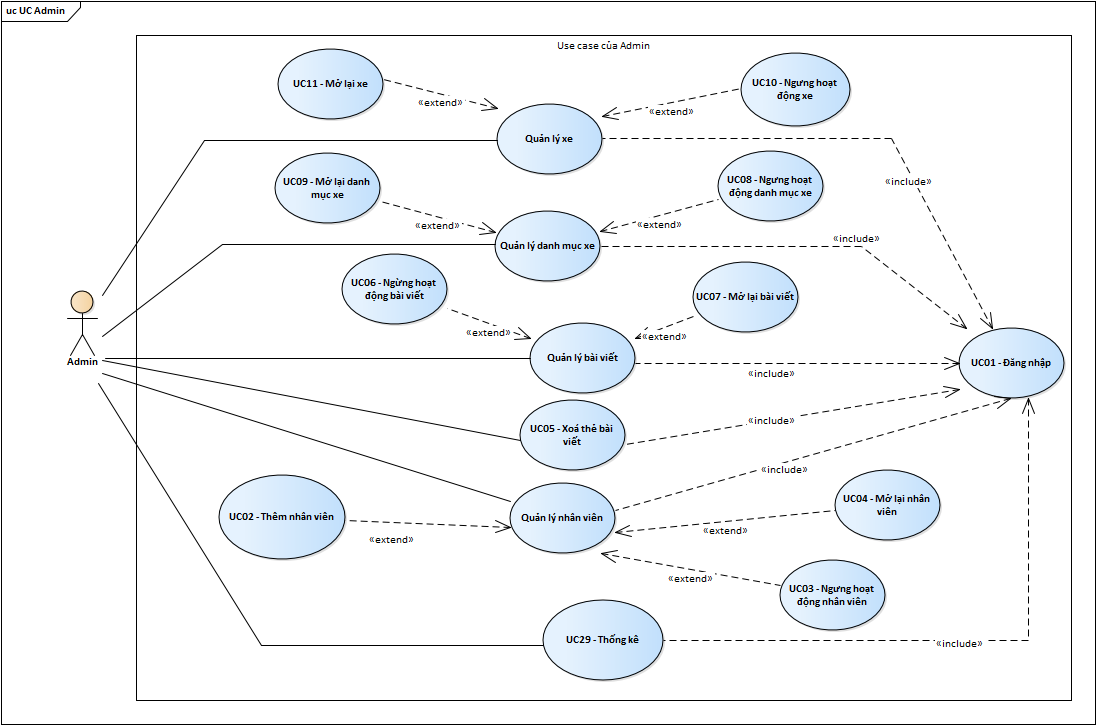 uc UC Admin
Use case của Admin
UC11 - Mở lại xe
UC10 - Ngưng hoạt
động xe
«extend»
«extend»
Quản lý xe
«include»
UC09 - Mở lại danh
mục xe
UC08 - Ngưng hoạt
động danh mục xe
«extend»
«extend»
Quản lý danh mục xe
«include»
UC06 - Ngừng hoạt
động bài viết
UC07 - Mở lại bài viết
«extend»
«extend»
Admin
Quản lý bài viết
UC01 - Đăng nhập
«include»
UC05 - Xoá thẻ bài
viết
«include»
«include»
UC02 - Thêm nhân viên
Quản lý nhân viên
UC04 - Mở lại nhân
viên
«extend»
«extend»
«extend»
UC03 - Ngưng hoạt
động nhân viên
UC29 - Thống kê
«include»